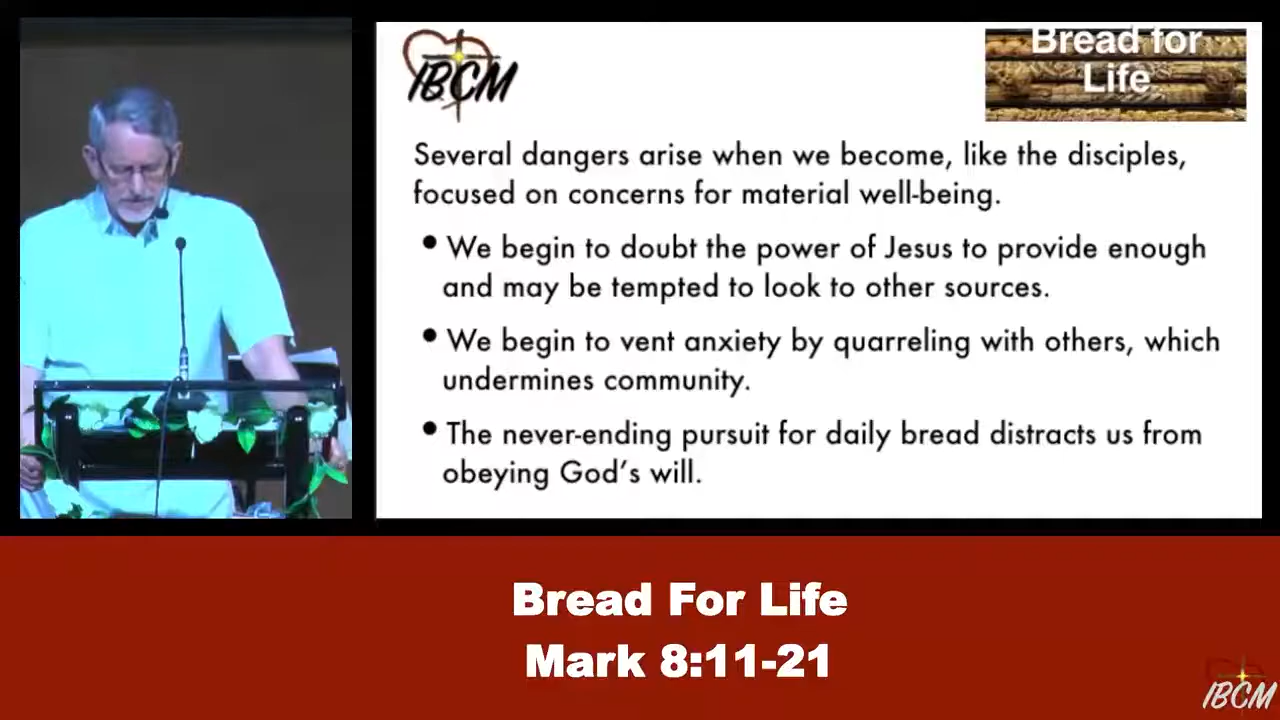 IBCM
Bread for
Life
Several dangers arise when we become, like the disciples,
focused on concerns for material well-being.
• We begin to doubt the power of Jesus to provide enough
and may be tempted to look to other sources.
• We begin to vent anxiety by quarreling with others, which
undermines community.
• The never-ending pursuit for daily bread distracts us from
obeying God's will.
Bread For Life
Mark 8:11-21
IBCM